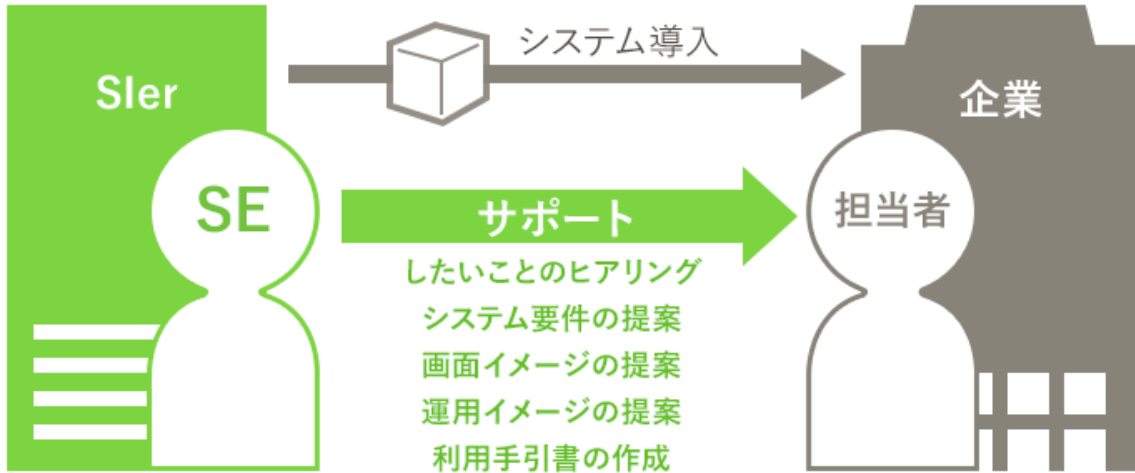 システム導入
SIer
企業
SE
サポート
担当者
したいことのヒアリング
システム要件の提案
画面イメージの提案
運用イメージの提案
利用手引書の作成